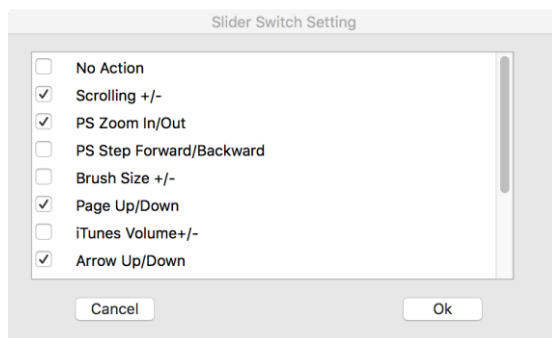 Slider Switch Setting
No Action
Scrolling +/-
PS Zoom In/Out
PS Step Forward/Backward
Brush Size +/-
Page Up/Down
iTunes Volume+/-
Arrow Up/Down
Cancel
Ok